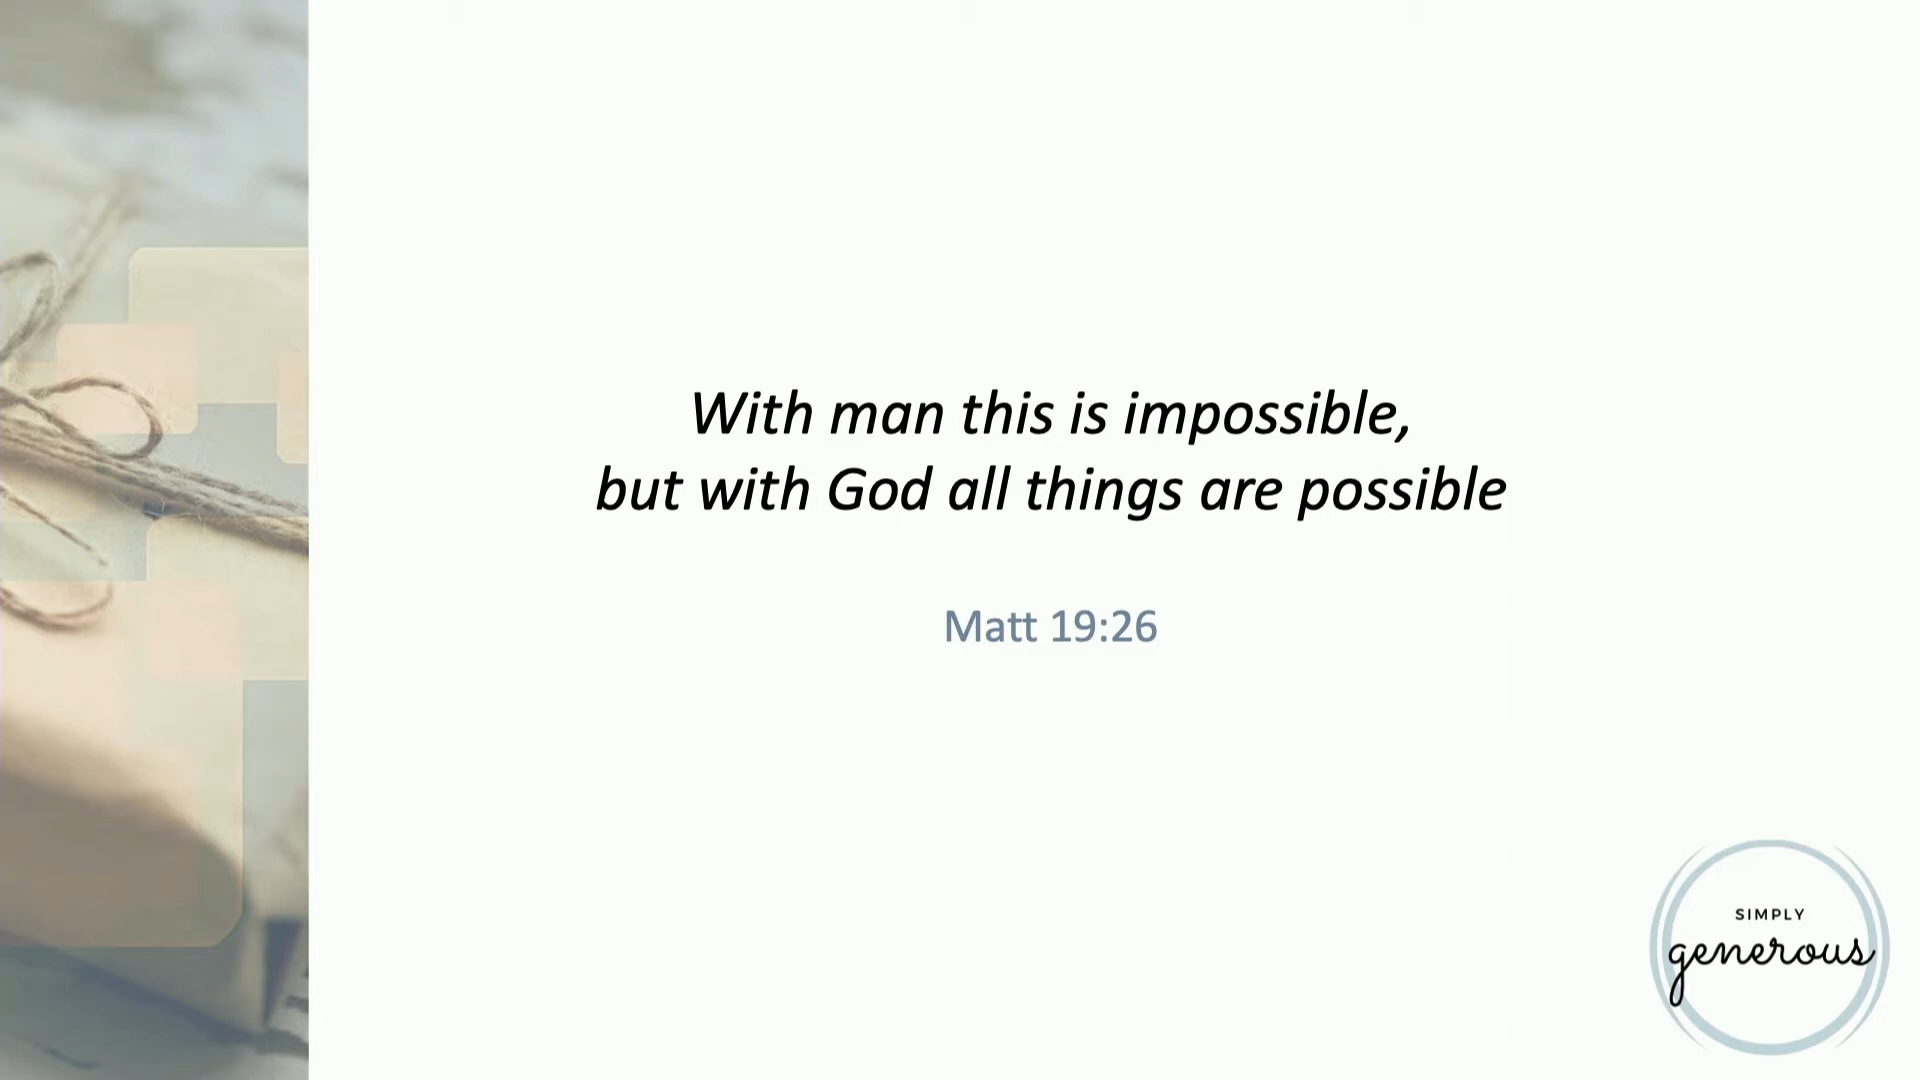 With man this is impossible,
but with God all things are possible
Matt 19:26
SIMPLY
generous